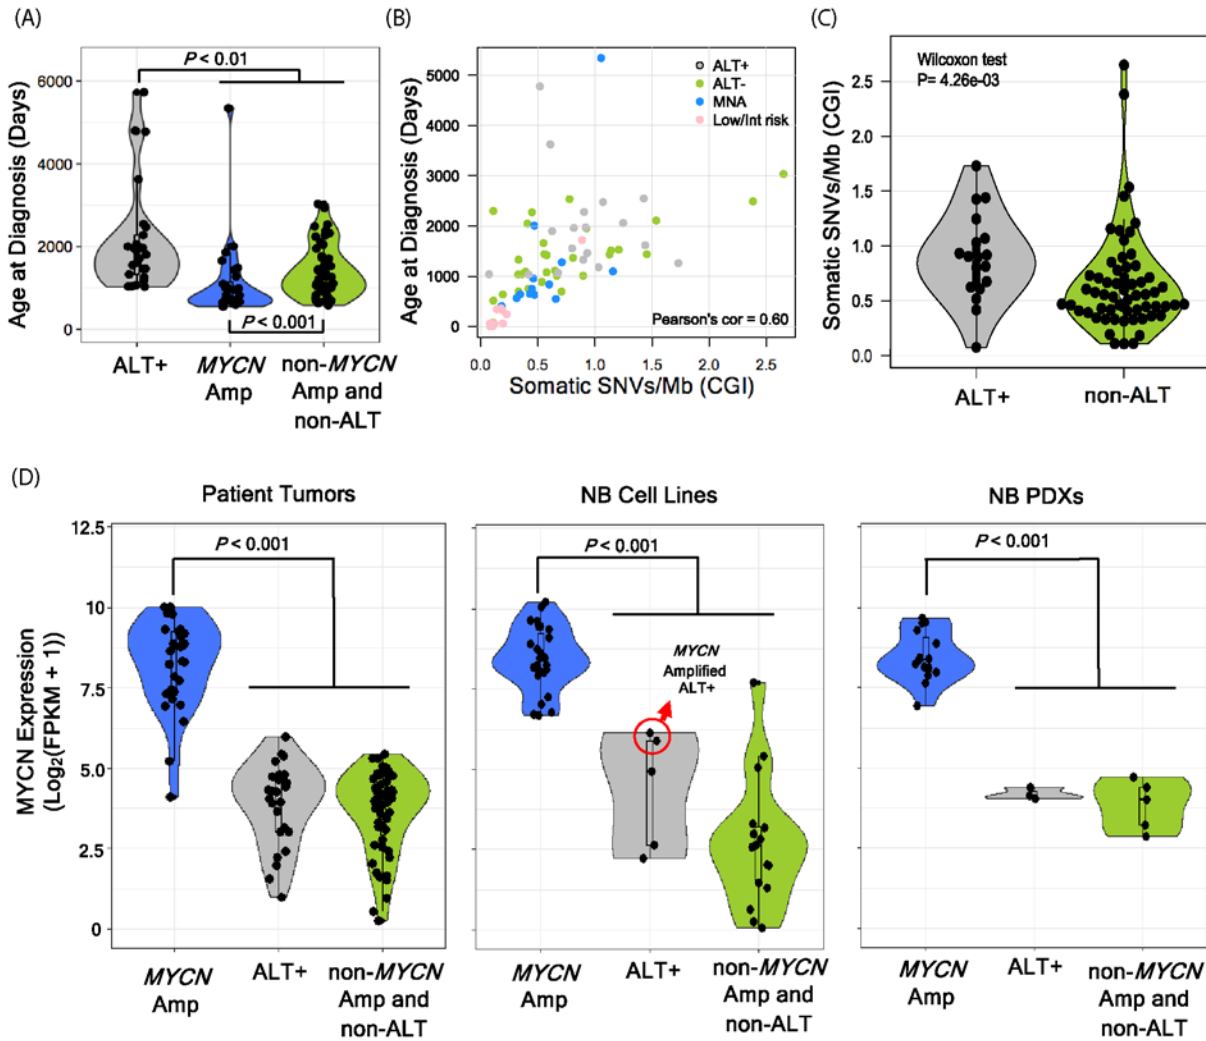 (A)
P < 0.01
6000
4000
2000
0
Age at Diagnosis (Days)
P < 0.001
ALT+
MYCN
Amp
non-MYCN
Amp and
non-ALT
(B)
5000
4000
3000
2000
1000
0
Age at Diagnosis (Days)
ALT+
ALT-
MNA
Low/Int risk
Pearson's cor = 0.60
0.0 0.5 1.0 1.5 2.0 2.5
Somatic SNVs/Mb (CGI)
(C)
Wilcoxon test
P= 4.26e-03
2.5
2.0
1.5
1.0
0.5
0.0
Somatic SNVs/Mb (CGI)
ALT+
non-ALT
(D)
Patient Tumors
12.5
10
7.5
5.0
2.5
0
MYCN Expression
(Log₂(FPKM + 1))
P < 0.001
MYCN
Amp
ALT+
non-MYCN
Amp and
non-ALT
NB Cell Lines
P < 0.001
MYCN
Amplified
ALT+
MYCN
Amp
ALT+
non-MYCN
Amp and
non-ALT
NB PDXs
P < 0.001
MYCN
Amp
ALT+
non-MYCN
Amp and
non-ALT